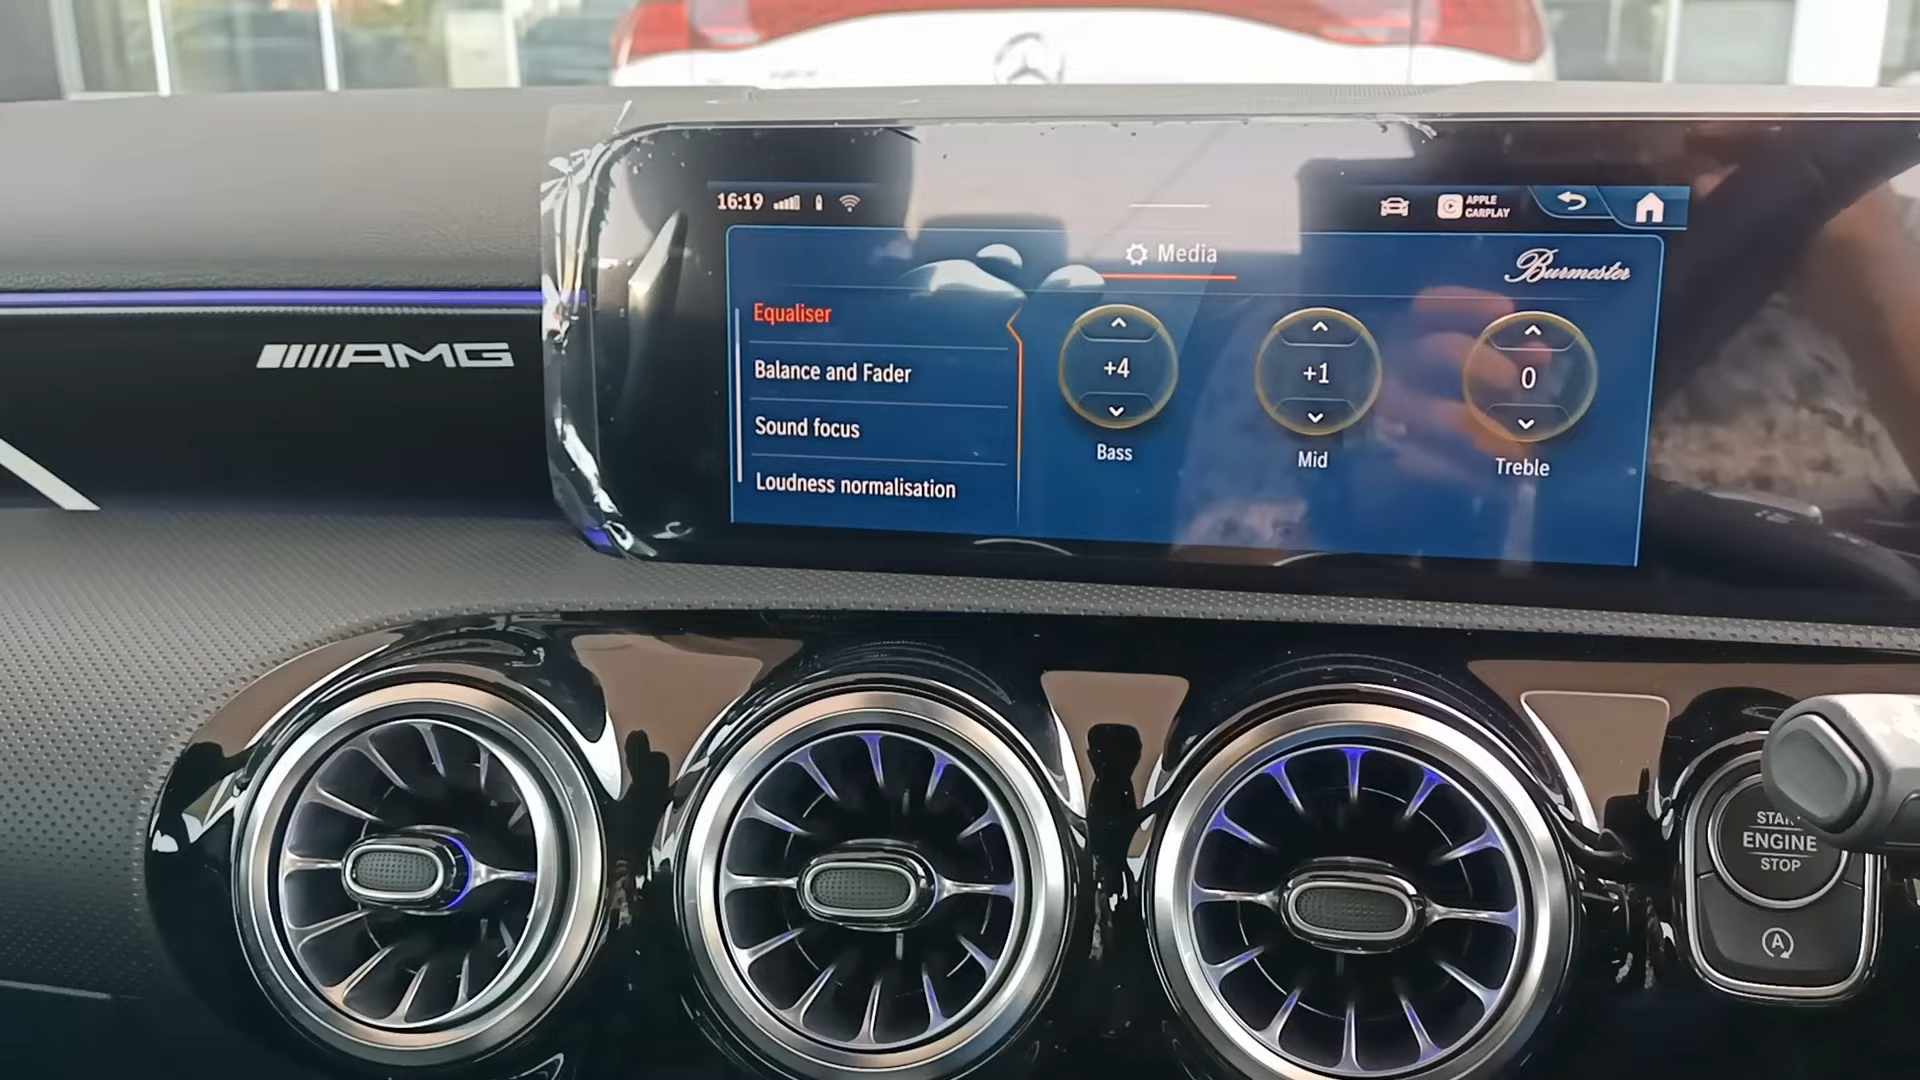 16:19
APPLE
CARPLAY
Media
Burmester
Equaliser
Balance and Fader
Sound focus
Loudness normalisation
+4
Bass
+1
Mid
0
Treble
AMG
START
ENGINE
STOP
A